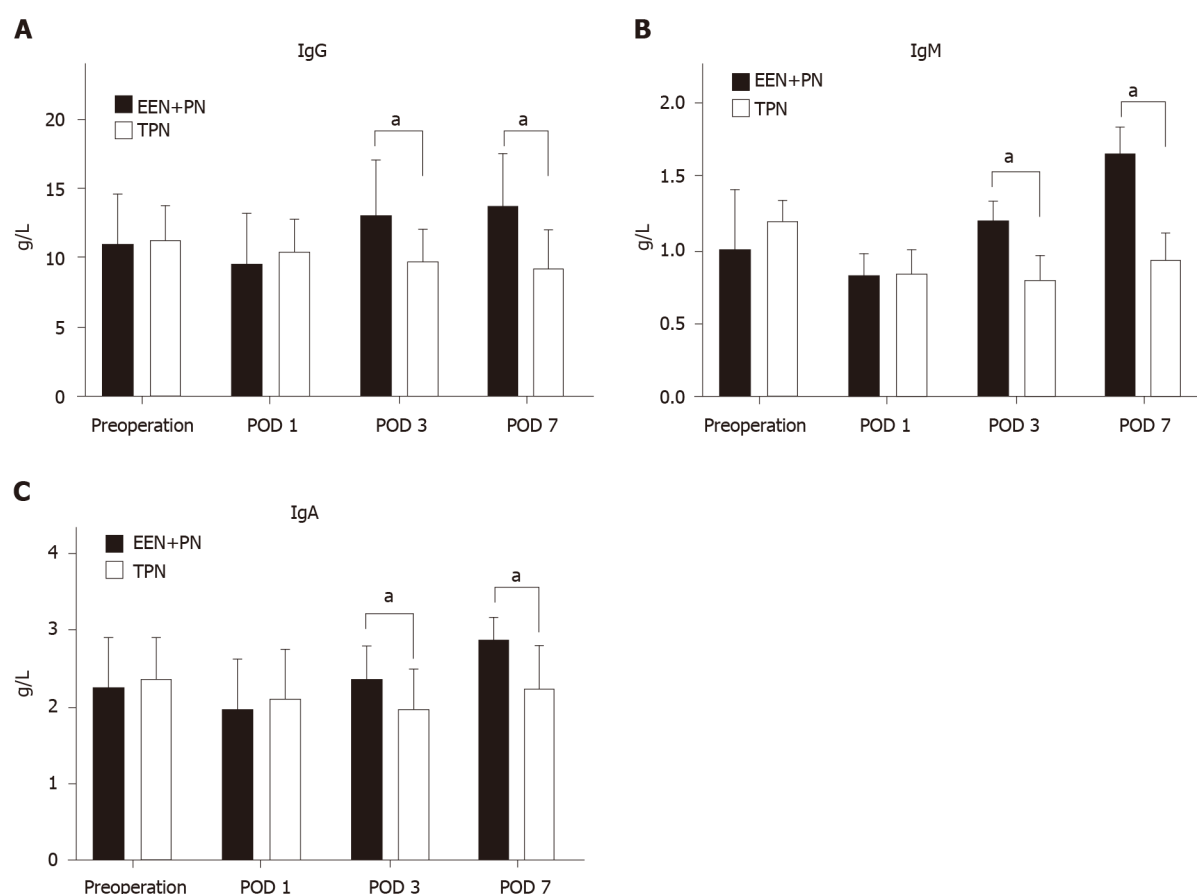 A
IgG
EEN+PN
TPN
20
15
10
5
0
g/L
a
a
Preoperation POD 1 POD 3 POD 7
B
IgM
EEN+PN
TPN
2.0
1.5
1.0
0.5
0.0
g/L
a
a
Preoperation POD 1 POD 3 POD 7
C
IgA
EEN+PN
TPN
4
3
2
1
0
g/L
a
a
Preoperation POD 1 POD 3 POD 7